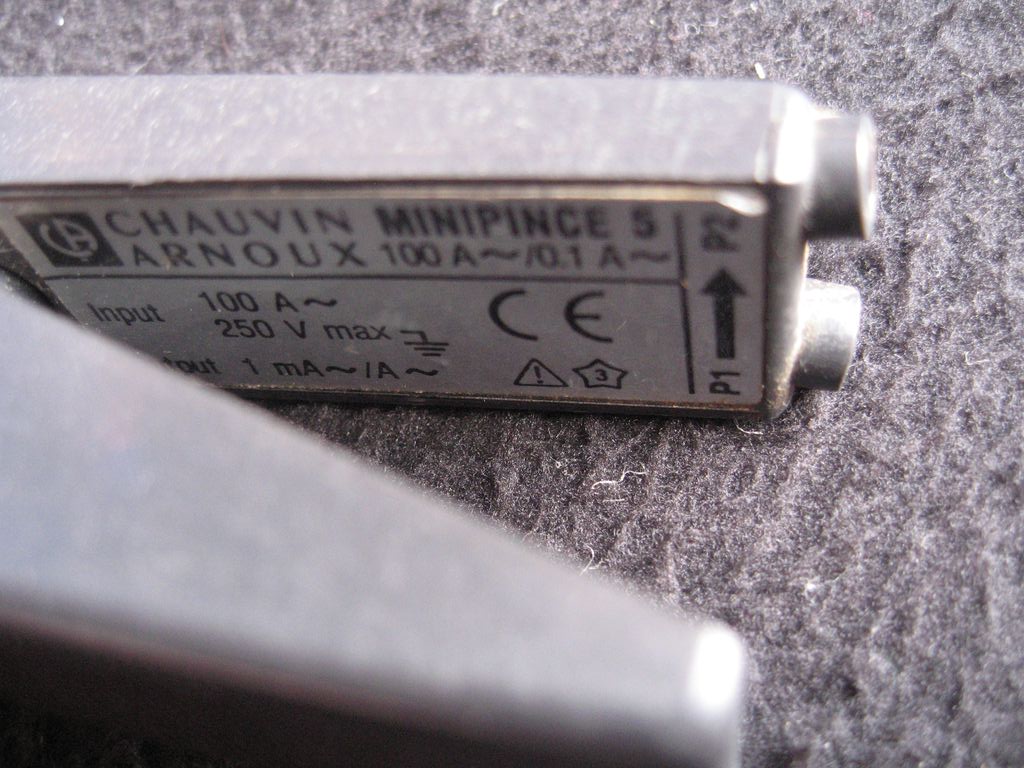 CHAUVIN
ARNOUX
MINIPINCE 5
100 A~/0.1 A~
Input 100 A~
250 V max
1 mA~/A~
CE
3
P1
P2